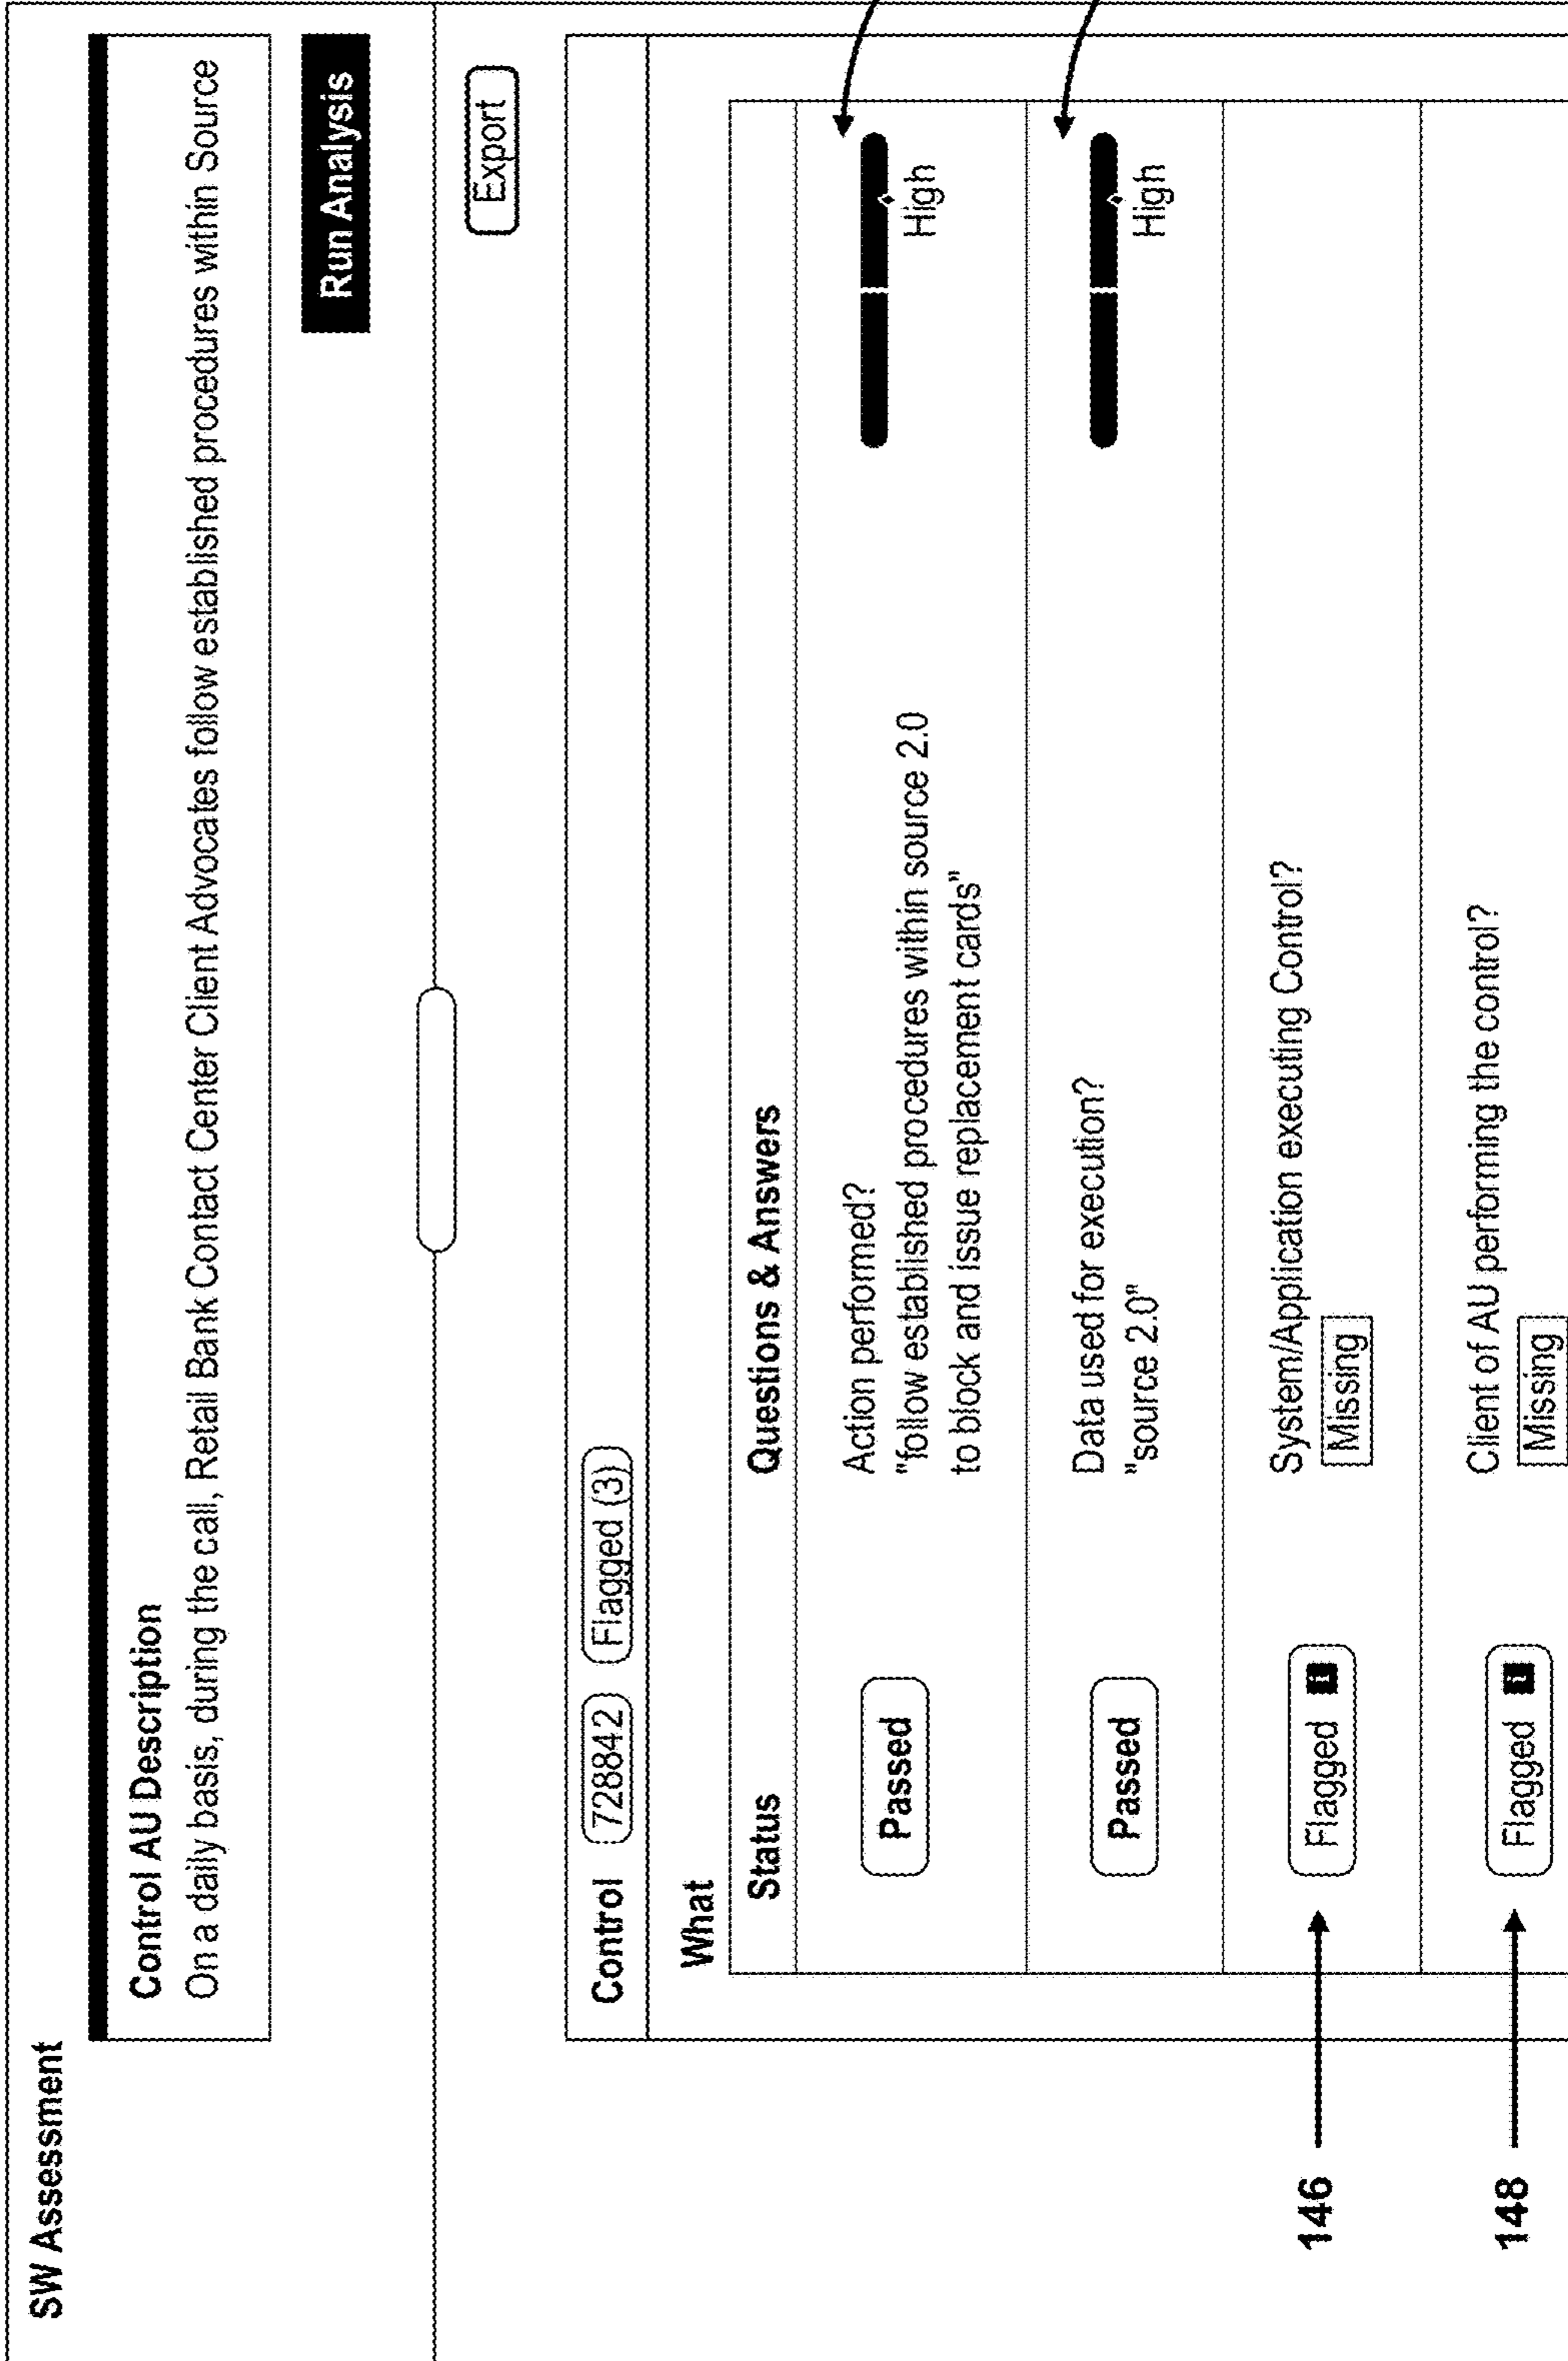 SW Assessment
Control AU Description
On a daily basis, during the call, Retail Bank Contact Center Client Advocates follow established procedures within Source
Run Analysis
Export
Control 728842 Flagged (3)
What
Status Questions & Answers
Passed Action performed?
"follow established procedures within source 2.0
to block and issue replacement cards"
High
Passed Data used for execution?
"source 2.0"
High
146 Flagged i System/Application executing Control?
Missing
148 Flagged i Client of AU performing the control?
Missing